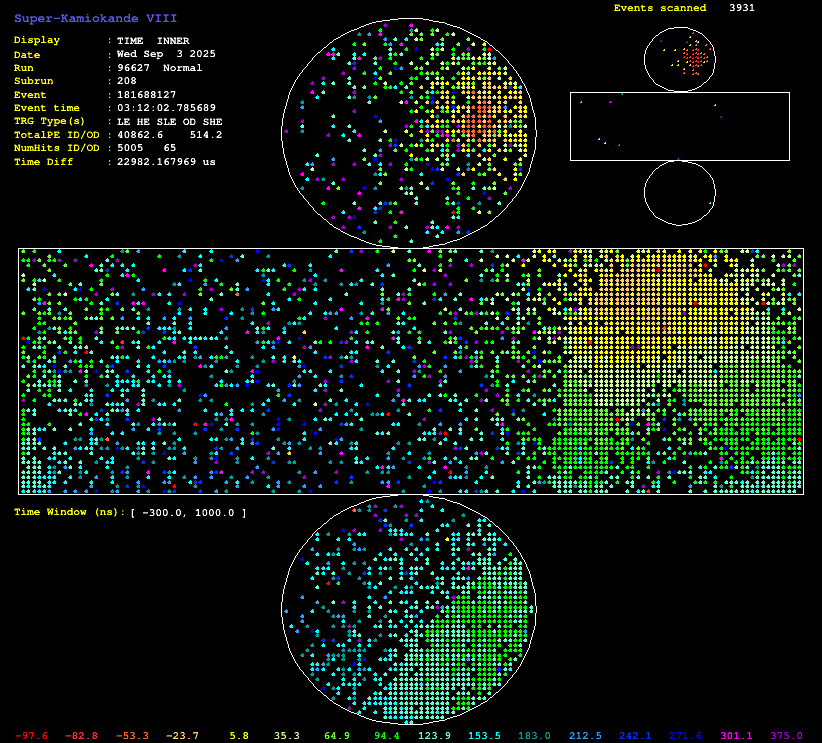 Super-Kamiokande VIII
Events scanned 3931
Display : TIME INNER
Date : Wed Sep 3 2025
Run : 96627 Normal
Subrun : 208
Event : 181688127
Event time : 03:12:02.785689
TRG Type(s) : LE HE SLE OD SHE
TotalPE ID/OD : 40862.6 514.2
NumHits ID/OD : 5005 65
Time Diff : 22982.167969 us
Time Window (ns): [ -300.0, 1000.0 ]
-97.6 -82.8 -53.3 -23.7 5.8 35.3 64.9 94.4 123.9 153.5 183.0 212.5 242.1 271.6 301.1 375.0